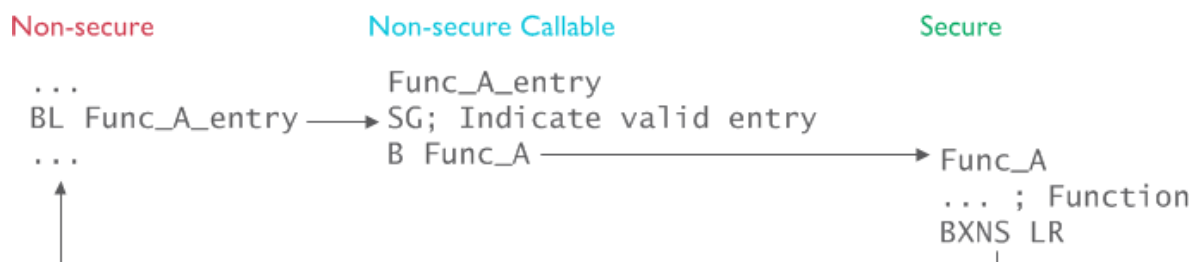 Non-secure
Non-secure Callable
Secure
...
BL Func_A_entry
...
Func_A_entry
SG; Indicate valid entry
B Func_A
Func_A
... ; Function
BXNS LR